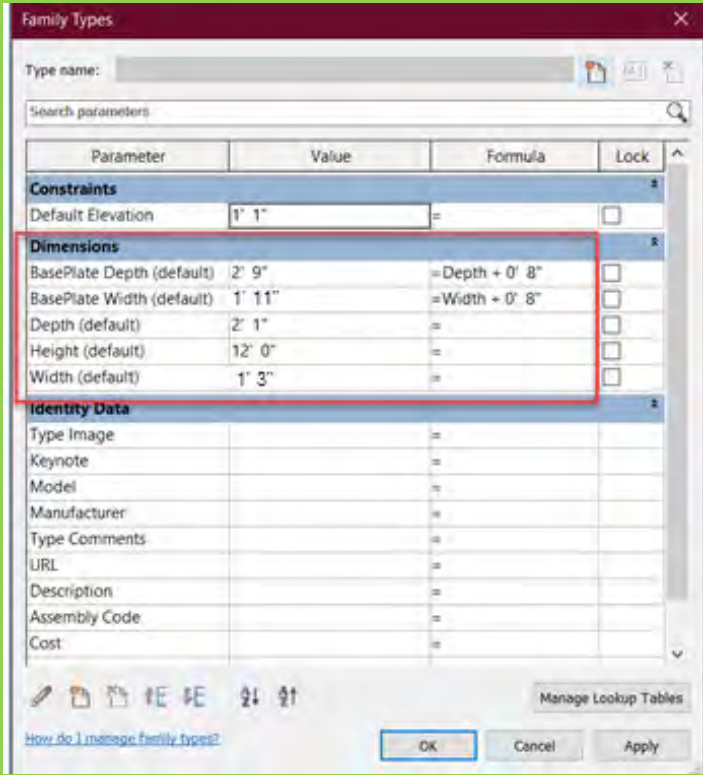 Family Types
Type name:
Search parameters
Parameter Value Formula Lock
Constraints
Default Elevation 1' 1" =
Dimensions
BasePlate Depth (default) 2' 9" =Depth + 0' 8"
BasePlate Width (default) 1' 11" =Width + 0' 8"
Depth (default) 2' 1" =
Height (default) 12' 0" =
Width (default) 1' 3" =
Identity Data
Type Image =
Keynote =
Model =
Manufacturer =
Type Comments =
URL =
Description =
Assembly Code =
Cost =
Manage Lookup Tables
How do I manage family types?
OK Cancel Apply